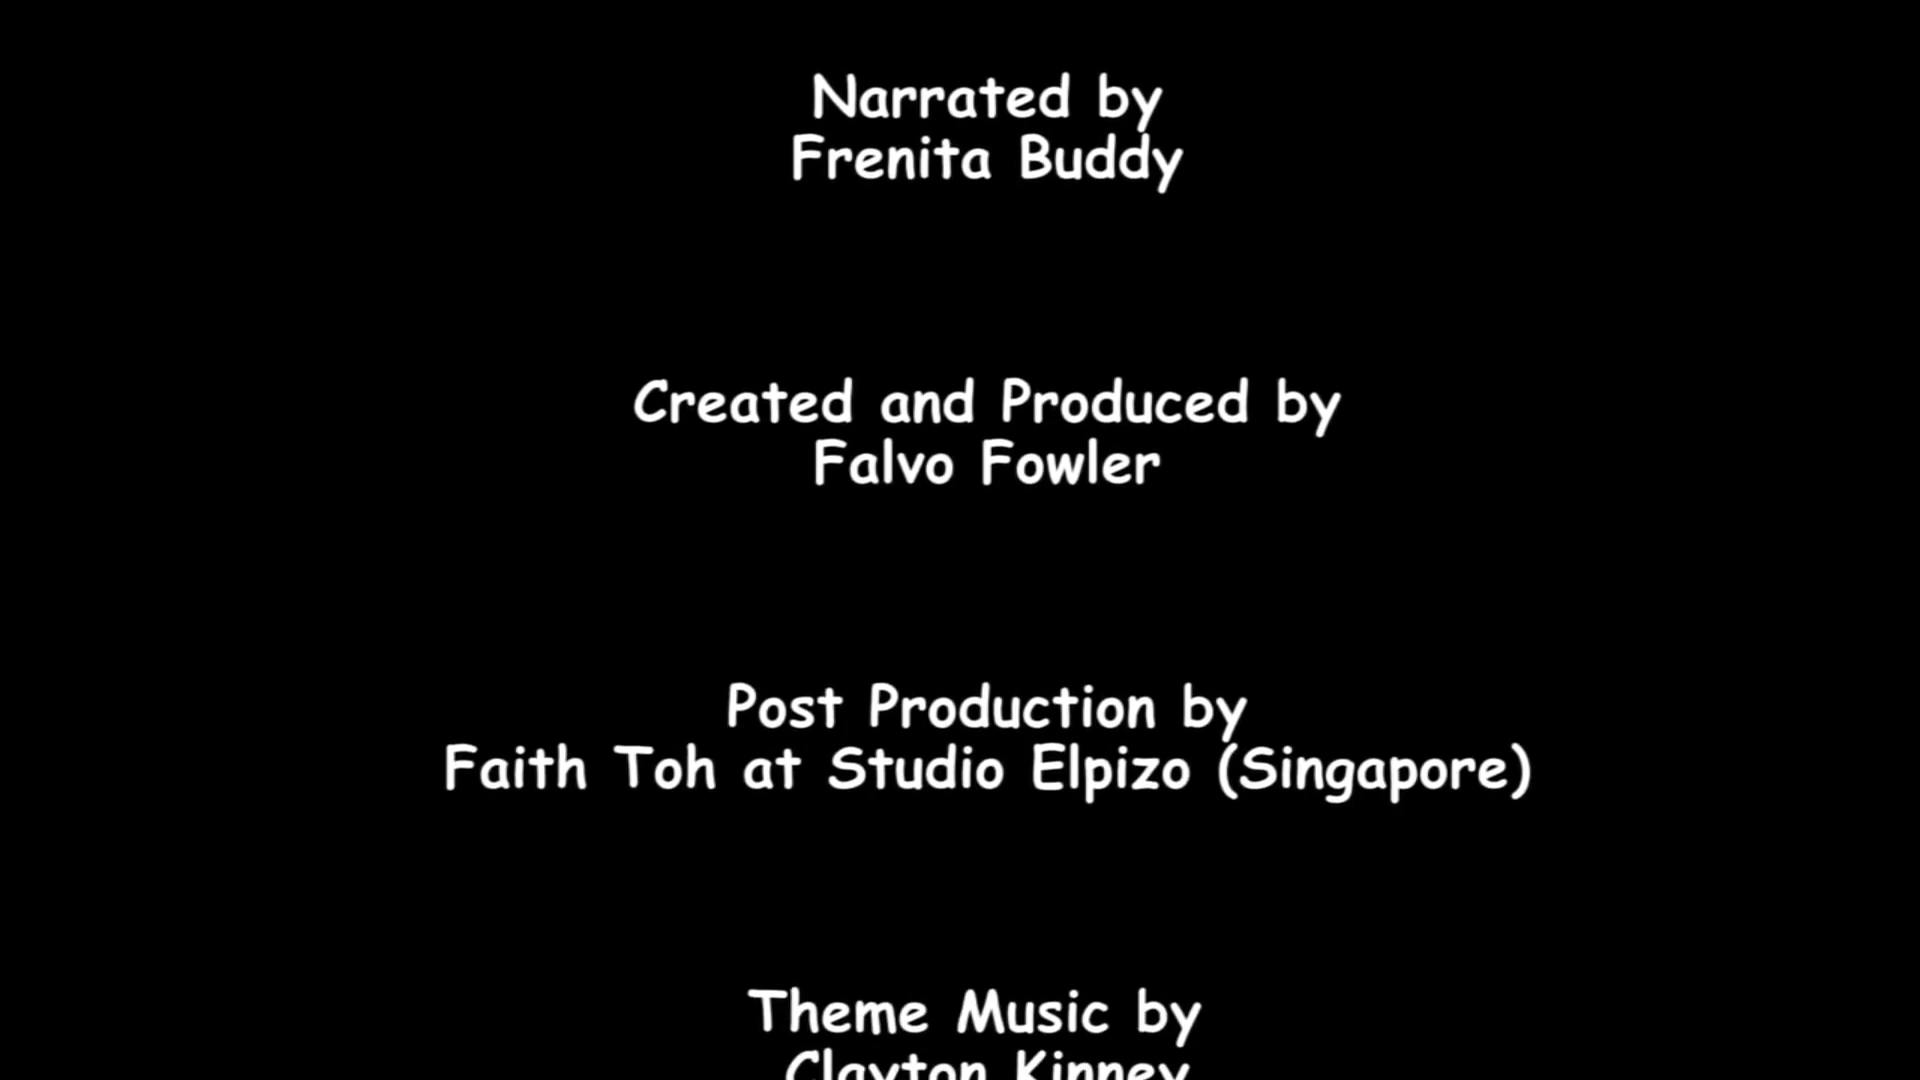 Narrated by
Frenita Buddy
Created and Produced by
Falvo Fowler
Post Production by
Faith Toh at Studio Elpizo (Singapore)
Theme Music by
Clayton Kinney